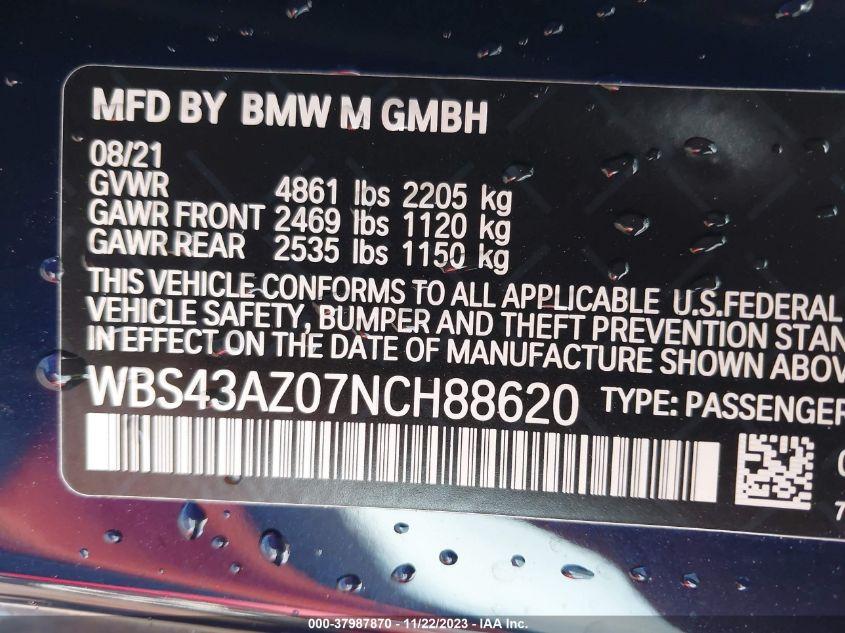 MFD BY BMW M GMBH
08/21
GVWR 4861 lbs 2205 kg
GAWR FRONT 2469 lbs 1120 kg
GAWR REAR 2535 lbs 1150 kg
THIS VEHICLE CONFORMS TO ALL APPLICABLE U.S.FEDERAL
VEHICLE SAFETY, BUMPER AND THEFT PREVENTION STAN
IN EFFECT ON THE DATE OF MANUFACTURE SHOWN ABOV
WBS43AZ07NCH88620 TYPE: PASSENGER
000-37987870 - 11/22/2023 - IAA Inc.